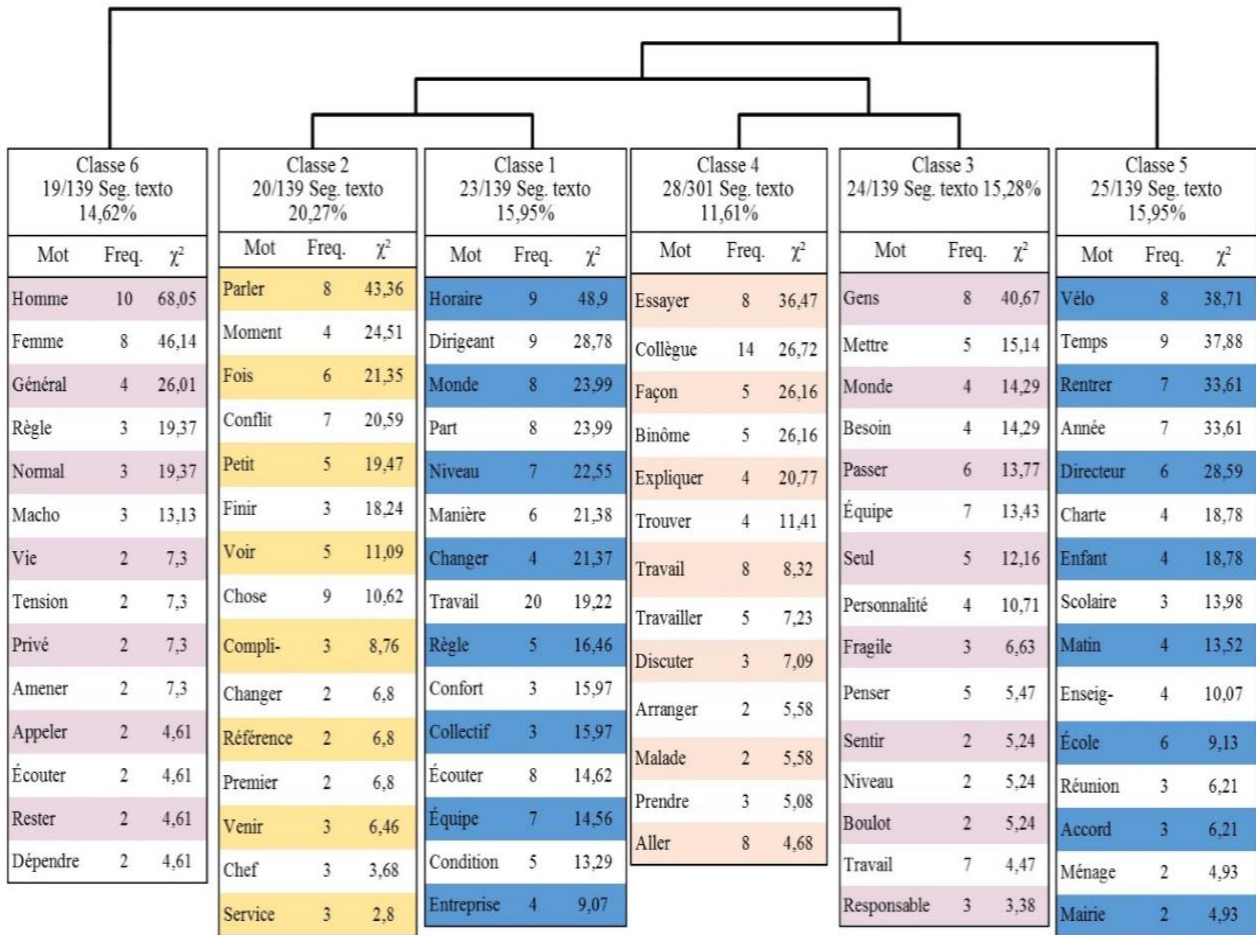 Classe 6
19/139 Seg. texto
14,62%
Mot Freq. χ²
Homme 10 68,05
Femme 8 46,14
Général 4 26,01
Règle 3 19,37
Normal 3 19,37
Macho 3 13,13
Vie 2 7,3
Tension 2 7,3
Privé 2 7,3
Amener 2 7,3
Appeler 2 4,61
Écouter 2 4,61
Rester 2 4,61
Dépendre 2 4,61
Classe 2
20/139 Seg. texto
20,27%
Mot Freq. χ²
Parler 8 43,36
Moment 4 24,51
Fois 6 21,35
Conflit 7 20,59
Petit 5 19,47
Finir 3 18,24
Voir 5 11,09
Chose 9 10,62
Compli- 3 8,76
Changer 2 6,8
Référence 2 6,8
Premier 2 6,8
Venir 3 6,46
Chef 3 3,68
Service 3 2,8
Classe 1
23/139 Seg. texto
15,95%
Mot Freq. χ²
Horaire 9 48,9
Dirigeant 9 28,78
Monde 8 23,99
Part 8 23,99
Niveau 7 22,55
Manière 6 21,38
Changer 4 21,37
Travail 20 19,22
Règle 5 16,46
Confort 3 15,97
Collectif 3 15,97
Écouter 8 14,62
Équipe 7 14,56
Condition 5 13,29
Entreprise 4 9,07
Classe 4
28/301 Seg. texto
11,61%
Mot Freq. χ²
Essayer 8 36,47
Collègue 14 26,72
Façon 5 26,16
Binôme 5 26,16
Expliquer 4 20,77
Trouver 4 11,41
Travail 8 8,32
Travailler 5 7,23
Discuter 3 7,09
Arranger 2 5,58
Malade 2 5,58
Prendre 3 5,08
Aller 8 4,68
Classe 3
24/139 Seg. texto 15,28%
Mot Freq. χ²
Gens 8 40,67
Mettre 5 15,14
Monde 4 14,29
Besoin 4 14,29
Passer 6 13,77
Équipe 7 13,43
Seul 5 12,16
Personnalité 4 10,71
Fragile 3 6,63
Penser 5 5,47
Sentir 2 5,24
Niveau 2 5,24
Boulot 2 5,24
Travail 7 4,47
Responsable 3 3,38
Classe 5
25/139 Seg. texto
15,95%
Mot Freq. χ²
Vélo 8 38,71
Temps 9 37,88
Rentrer 7 33,61
Année 7 33,61
Directeur 6 28,59
Charte 4 18,78
Enfant 4 18,78
Scolaire 3 13,98
Matin 4 13,52
Enseig- 4 10,07
École 6 9,13
Réunion 3 6,21
Accord 3 6,21
Ménage 2 4,93
Mairie 2 4,93